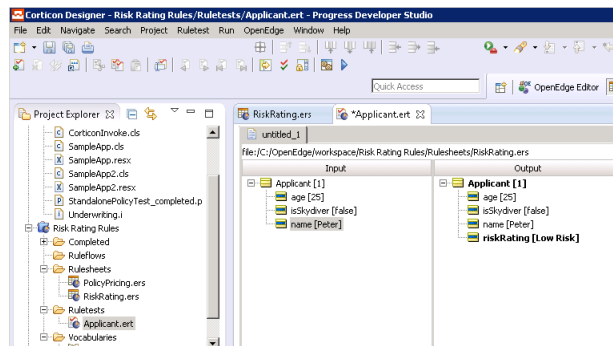 Corticon Designer - Risk Rating Rules/Ruletests/Applicant.ert - Progress Developer Studio
File Edit Navigate Search Project Ruletest Run OpenEdge Window Help
Quick Access
OpenEdge Editor
Project Explorer
RiskRating.ers
*Applicant.ert
CorticonInvoke.cls
SampleApp.cls
SampleApp.resx
SampleApp2.cls
SampleApp2.resx
StandalonePolicyTest_completed.p
Underwriting.i
Risk Rating Rules
Completed
Ruleflows
Rulesheets
PolicyPricing.ers
RiskRating.ers
Ruletests
Applicant.ert
Vocabularies
untitled_1
file:/C:/OpenEdge/workspace/Risk Rating Rules/Rulesheets/RiskRating.ers
Input
Output
Applicant [1]
age [25]
isSkydiver [false]
name [Peter]
Applicant [1]
age [25]
isSkydiver [false]
name [Peter]
riskRating [Low Risk]